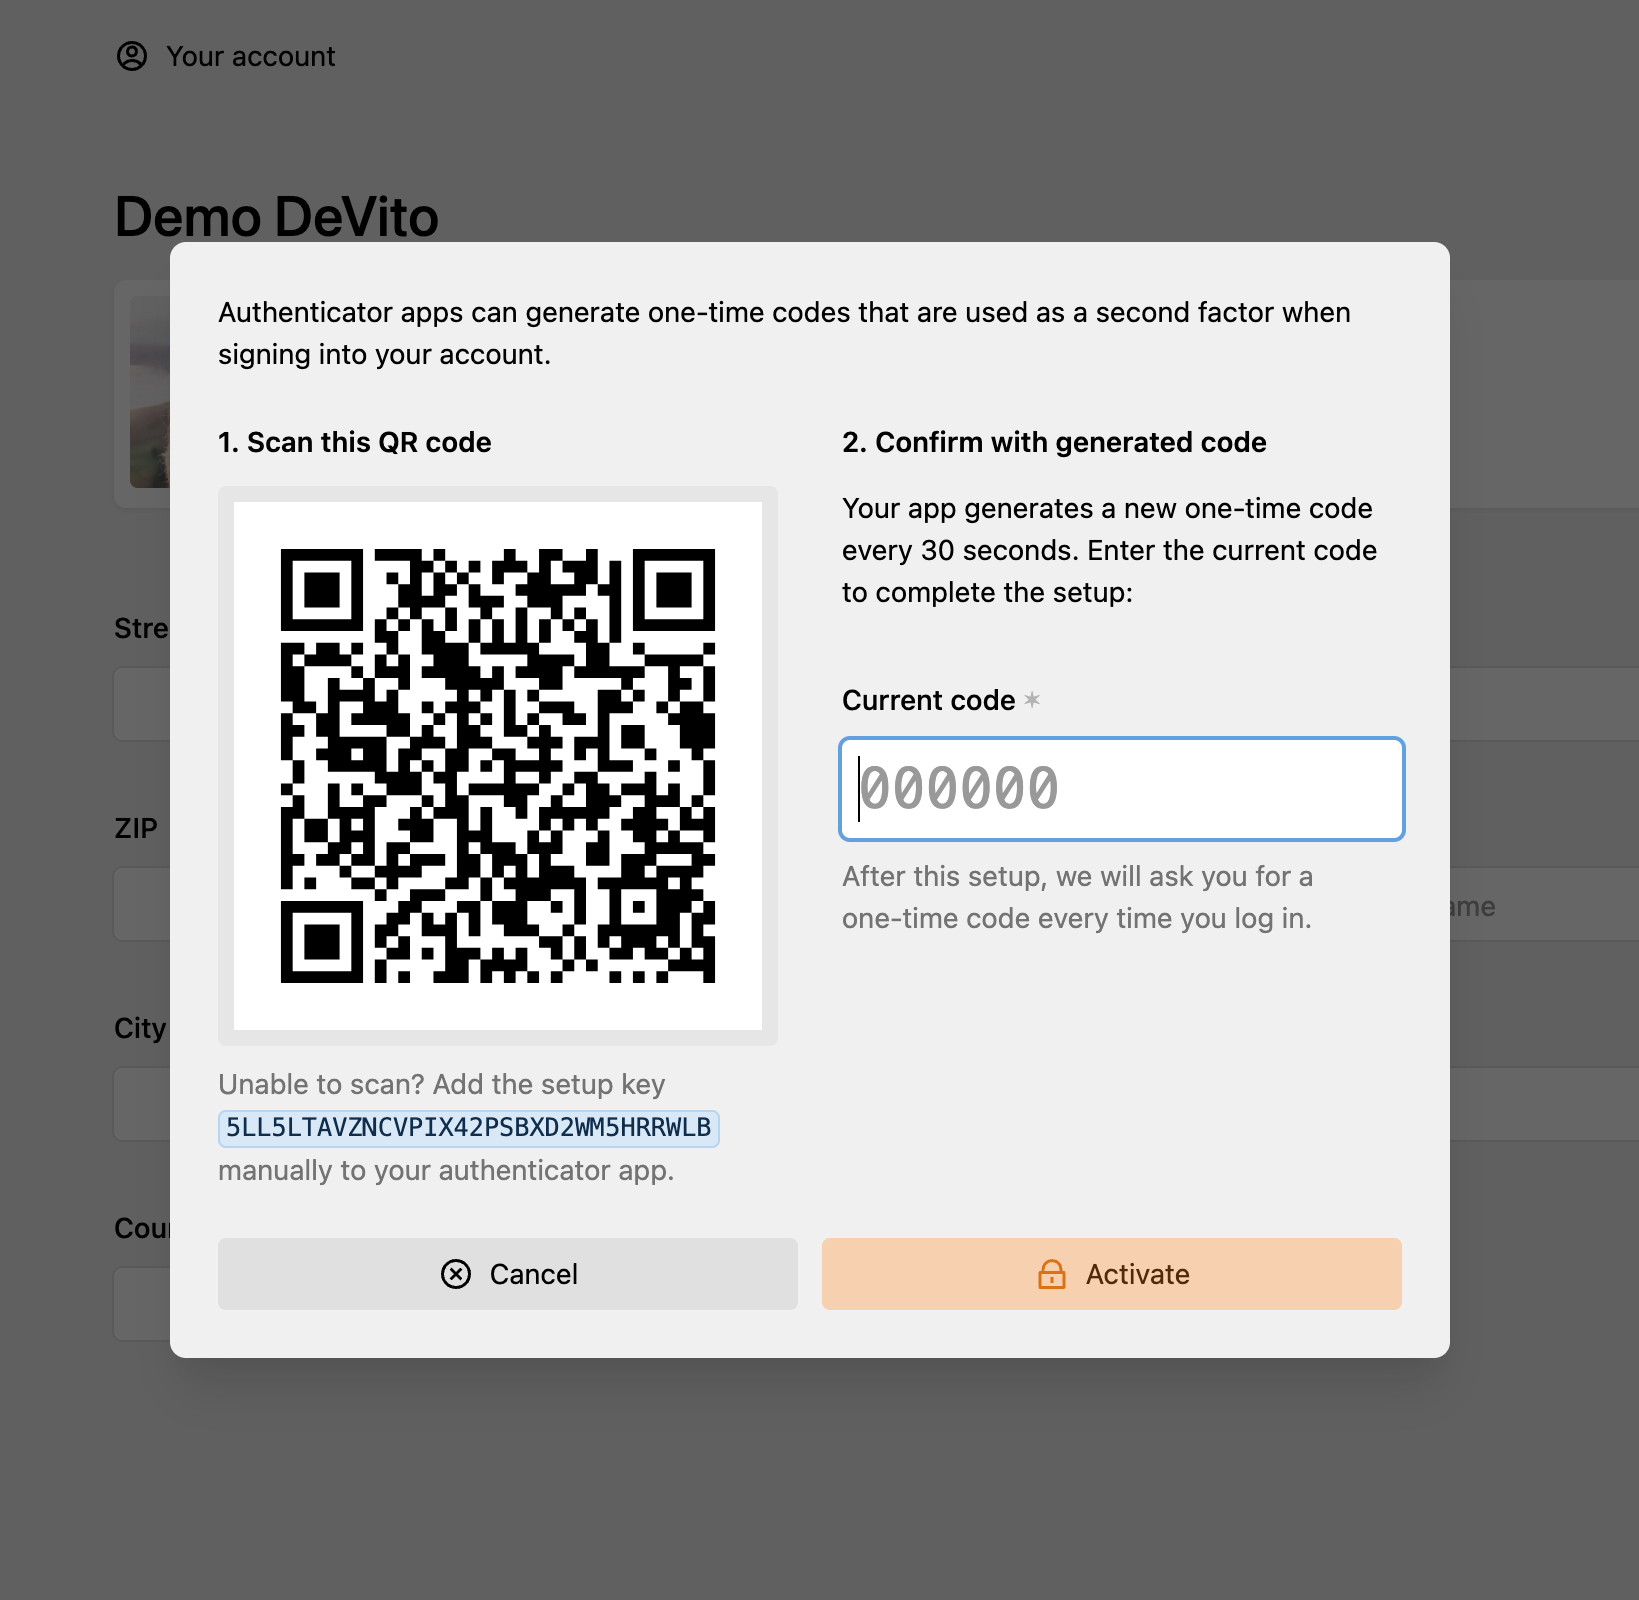 Your account
Demo DeVito
Authenticator apps can generate one-time codes that are used as a second factor when
signing into your account.
1. Scan this QR code
2. Confirm with generated code
Your app generates a new one-time code
every 30 seconds. Enter the current code
to complete the setup:
Current code *
000000
After this setup, we will ask you for a
one-time code every time you log in.
Unable to scan? Add the setup key
5LL5LTAVZNCVPIX42PSBXD2WM5HRRWLB
manually to your authenticator app.
Cancel
Activate
ZIP
City